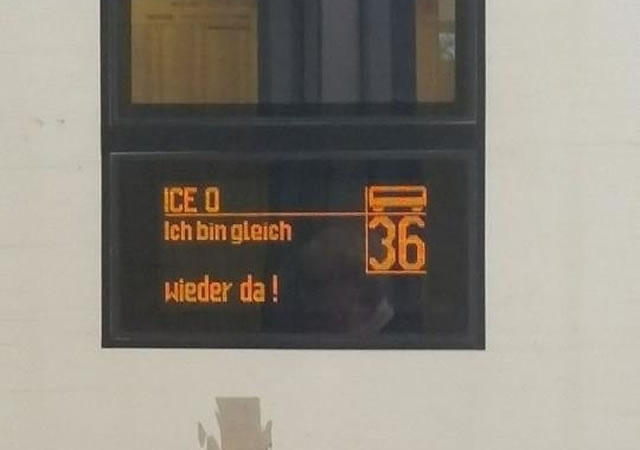 ICE 0
Ich bin gleich
36
wieder da !